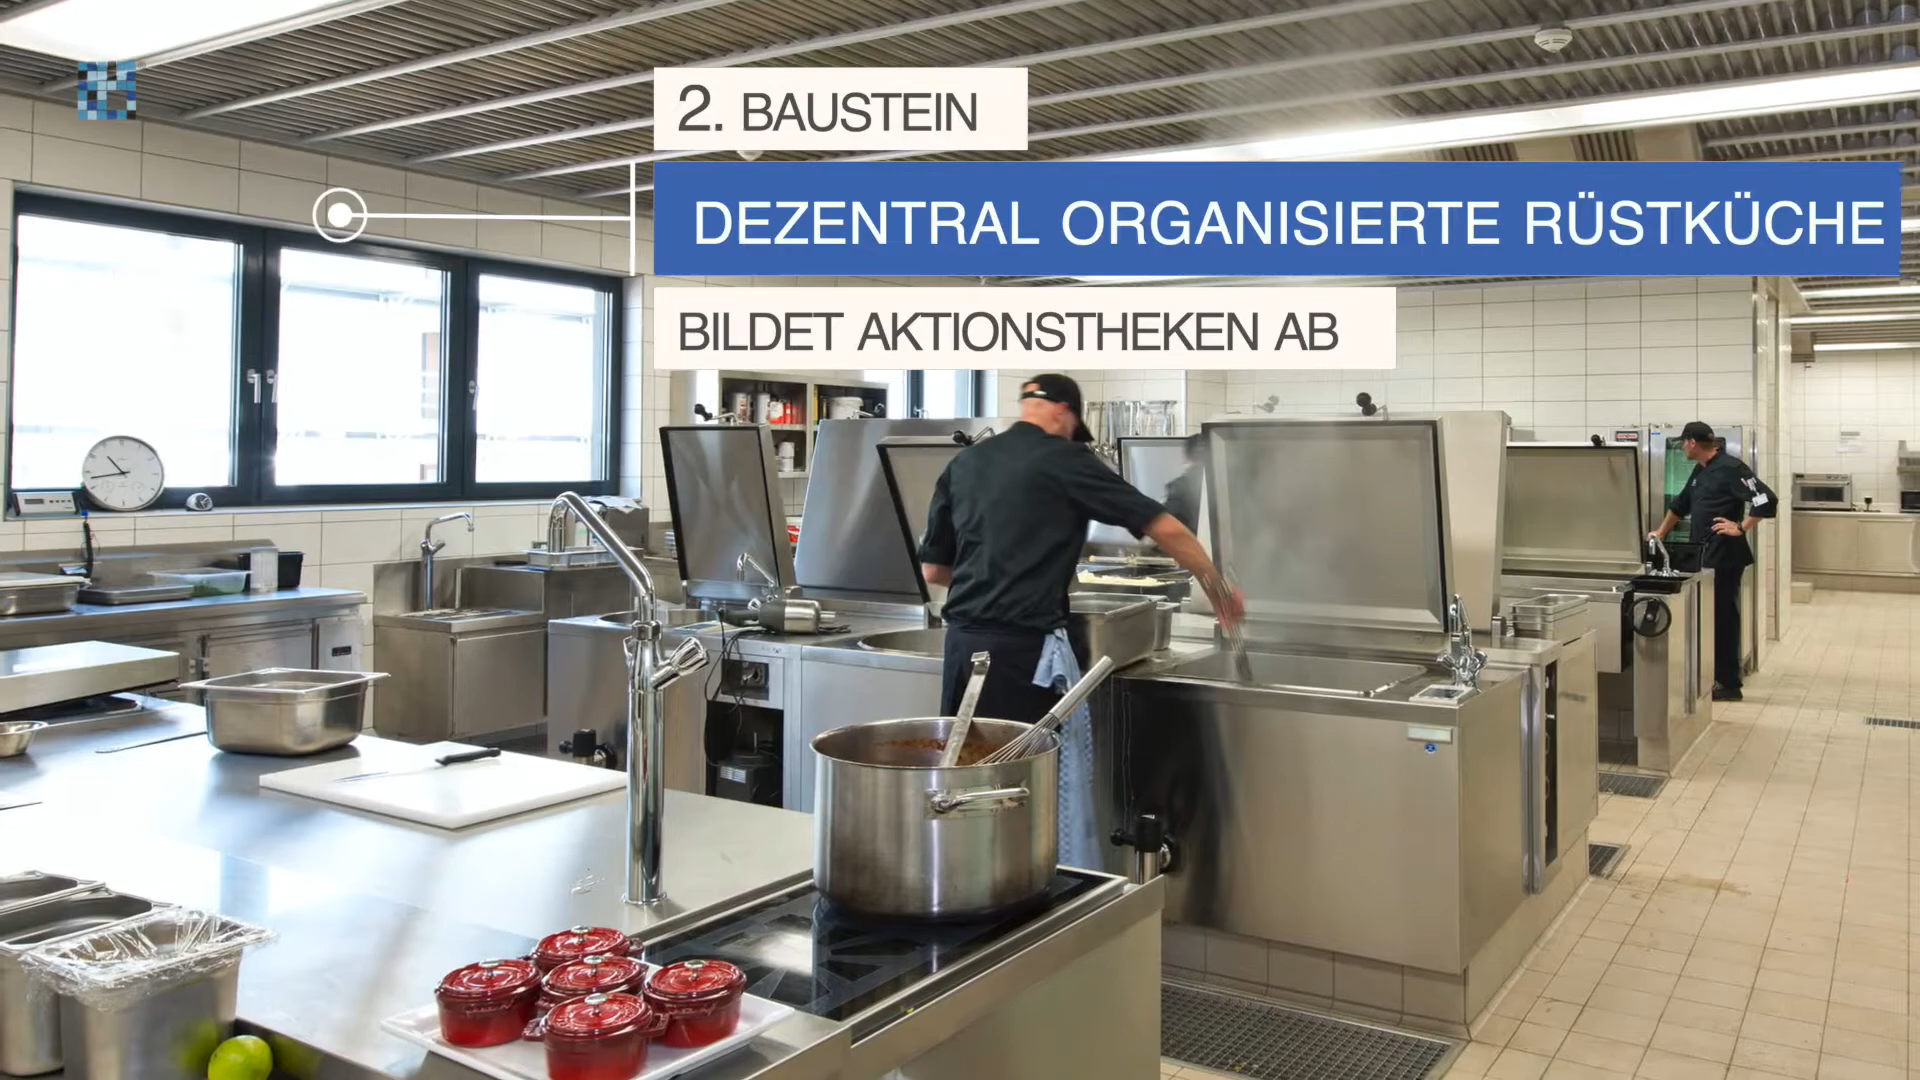 2. BAUSTEIN
DEZENTRAL ORGANISIERTE RÜSTKÜCHE
BILDET AKTIONSTHEKEN AB